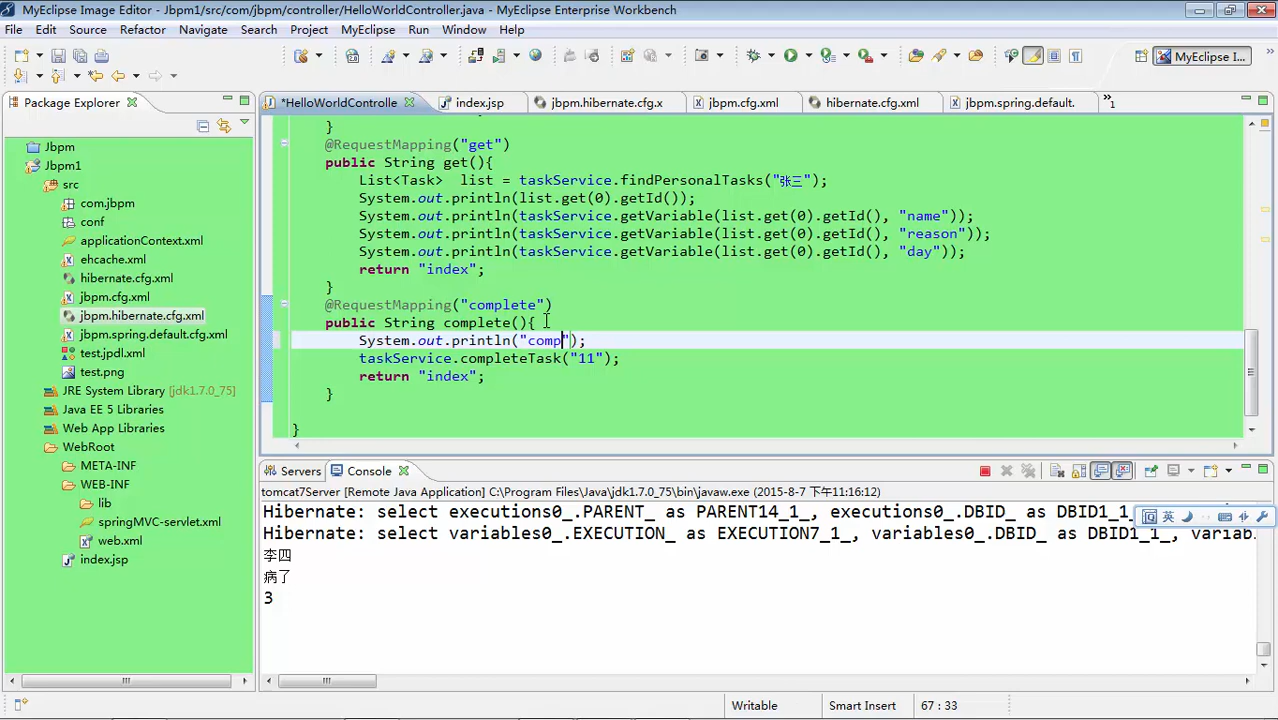 MyEclipse Image Editor - Jbpm1/src/com/jbpm/controller/HelloWorldController.java - MyEclipse Enterprise Workbench
File Edit Source Refactor Navigate Search Project MyEclipse Run Window Help
MyEclipse I...
Package Explorer
*HelloWorldControlle index.jsp jbpm.hibernate.cfg.x jbpm.cfg.xml hibernate.cfg.xml jbpm.spring.default. »1
Jbpm
Jbpm1
src
com.jbpm
conf
applicationContext.xml
ehcache.xml
hibernate.cfg.xml
jbpm.cfg.xml
jbpm.hibernate.cfg.xml
jbpm.spring.default.cfg.xml
test.jpdl.xml
test.png
JRE System Library [jdk1.7.0_75]
Java EE 5 Libraries
Web App Libraries
WebRoot
META-INF
WEB-INF
lib
springMVC-servlet.xml
web.xml
index.jsp
}
@RequestMapping("get")
public String get(){
List<Task> list = taskService.findPersonalTasks("张三");
System.out.println(list.get(0).getId());
System.out.println(taskService.getVariable(list.get(0).getId(), "name"));
System.out.println(taskService.getVariable(list.get(0).getId(), "reason"));
System.out.println(taskService.getVariable(list.get(0).getId(), "day"));
return "index";
}
@RequestMapping("complete")
public String complete(){
System.out.println("comp");
taskService.completeTask("11");
return "index";
}
}
Servers Console
tomcat7Server [Remote Java Application] C:\Program Files\Java\jdk1.7.0_75\bin\javaw.exe (2015-8-7 下午11:16:12)
Hibernate: select executions0_.PARENT_ as PARENT14_1_, executions0_.DBID_ as DBID1_1_
Hibernate: select variables0_.EXECUTION_ as EXECUTION7_1_, variables0_.DBID_ as DBID1_1_, varia
李四
病了
3
英
Writable Smart Insert 67 : 33